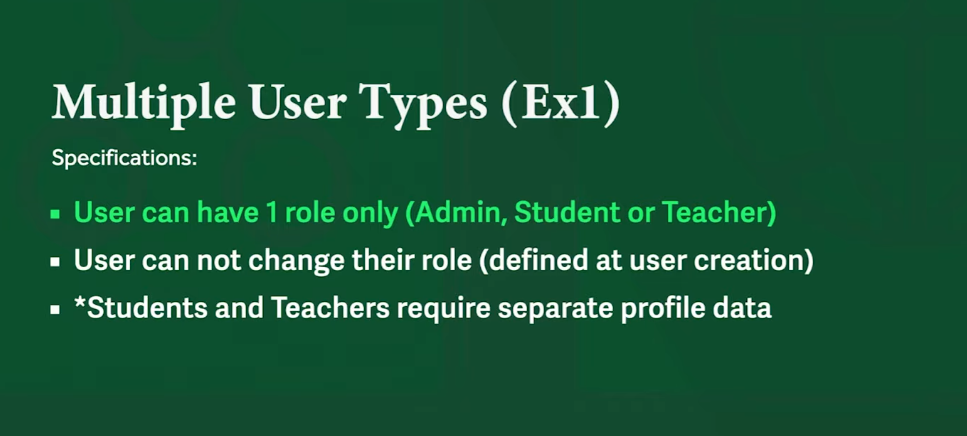 Multiple User Types (Ex1)
Specifications:
▪ User can have 1 role only (Admin, Student or Teacher)
▪ User can not change their role (defined at user creation)
▪ *Students and Teachers require separate profile data